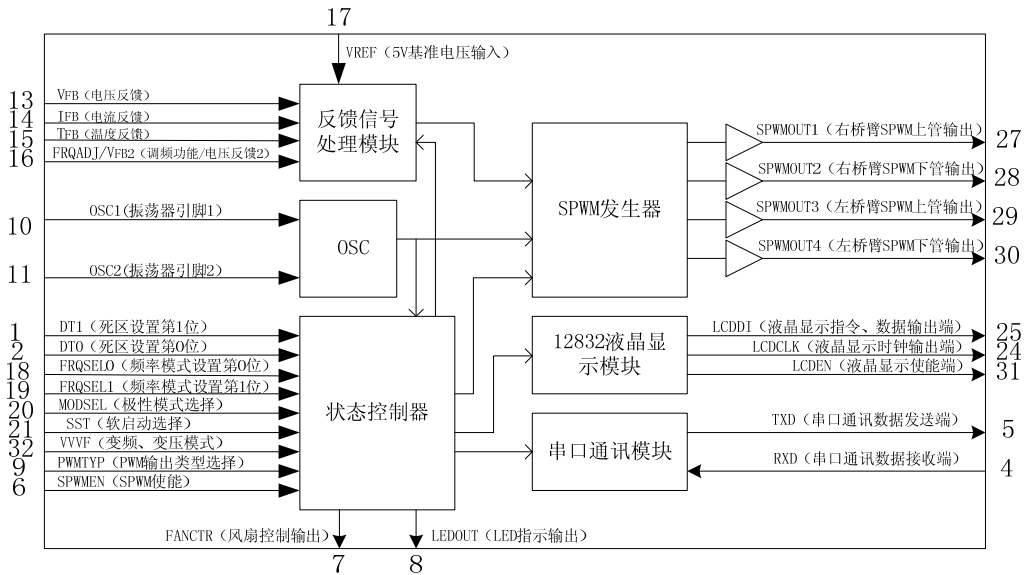 17
VREF（5V基准电压输入）
13
VFB（电压反馈）
14
IFB（电流反馈）
15
TFB（温度反馈）
16
FRQADJ/VFB2（调频功能/电压反馈2）
反馈信号
处理模块
10
OSC1(振荡器引脚1)
11
OSC2(振荡器引脚2)
OSC
SPWM发生器
SPWMOUT1（右桥臂SPWM上管输出）
27
SPWMOUT2（右桥臂SPWM下管输出）
28
SPWMOUT3（左桥臂SPWM上管输出）
29
SPWMOUT4（左桥臂SPWM下管输出）
30
1
DT1（死区设置第1位）
2
DT0（死区设置第0位）
18
FRQSEL0（频率模式设置第0位）
19
FRQSEL1（频率模式设置第1位）
20
MODSEL（极性模式选择）
21
SST（软启动选择）
32
VVVF（变频、变压模式）
9
PWMTYP（PWM输出类型选择）
6
SPWMEN（SPWM使能）
状态控制器
12832液晶显
示模块
LCDDI（液晶显示指令、数据输出端）
25
LCDCLK（液晶显示时钟输出端）
24
LCDEN（液晶显示使能端）
31
串口通讯模块
TXD（串口通讯数据发送端）
5
RXD（串口通讯数据接收端）
4
FANCTR（风扇控制输出）
7
LEDOUT（LED指示输出）
8